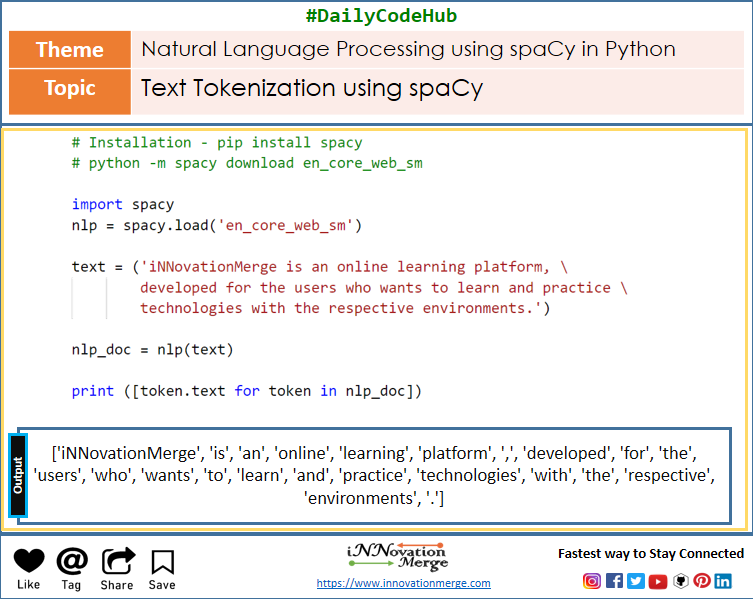 #DailyCodeHub
Theme
Natural Language Processing using spaCy in Python
Topic
Text Tokenization using spaCy
# Installation - pip install spacy
# python -m spacy download en_core_web_sm
import spacy
nlp = spacy.load('en_core_web_sm')
text = ('iNNovationMerge is an online learning platform, \
developed for the users who wants to learn and practice \
technologies with the respective environments.')
nlp_doc = nlp(text)
print ([token.text for token in nlp_doc])
Output
['iNNovationMerge', 'is', 'an', 'online', 'learning', 'platform', ',', 'developed', 'for', 'the',
'users', 'who', 'wants', 'to', 'learn', 'and', 'practice', 'technologies', 'with', 'the', 'respective',
'environments', '.']
Like
Tag
Share
Save
iNNovation
Merge
https://www.innovationmerge.com
Fastest way to Stay Connected